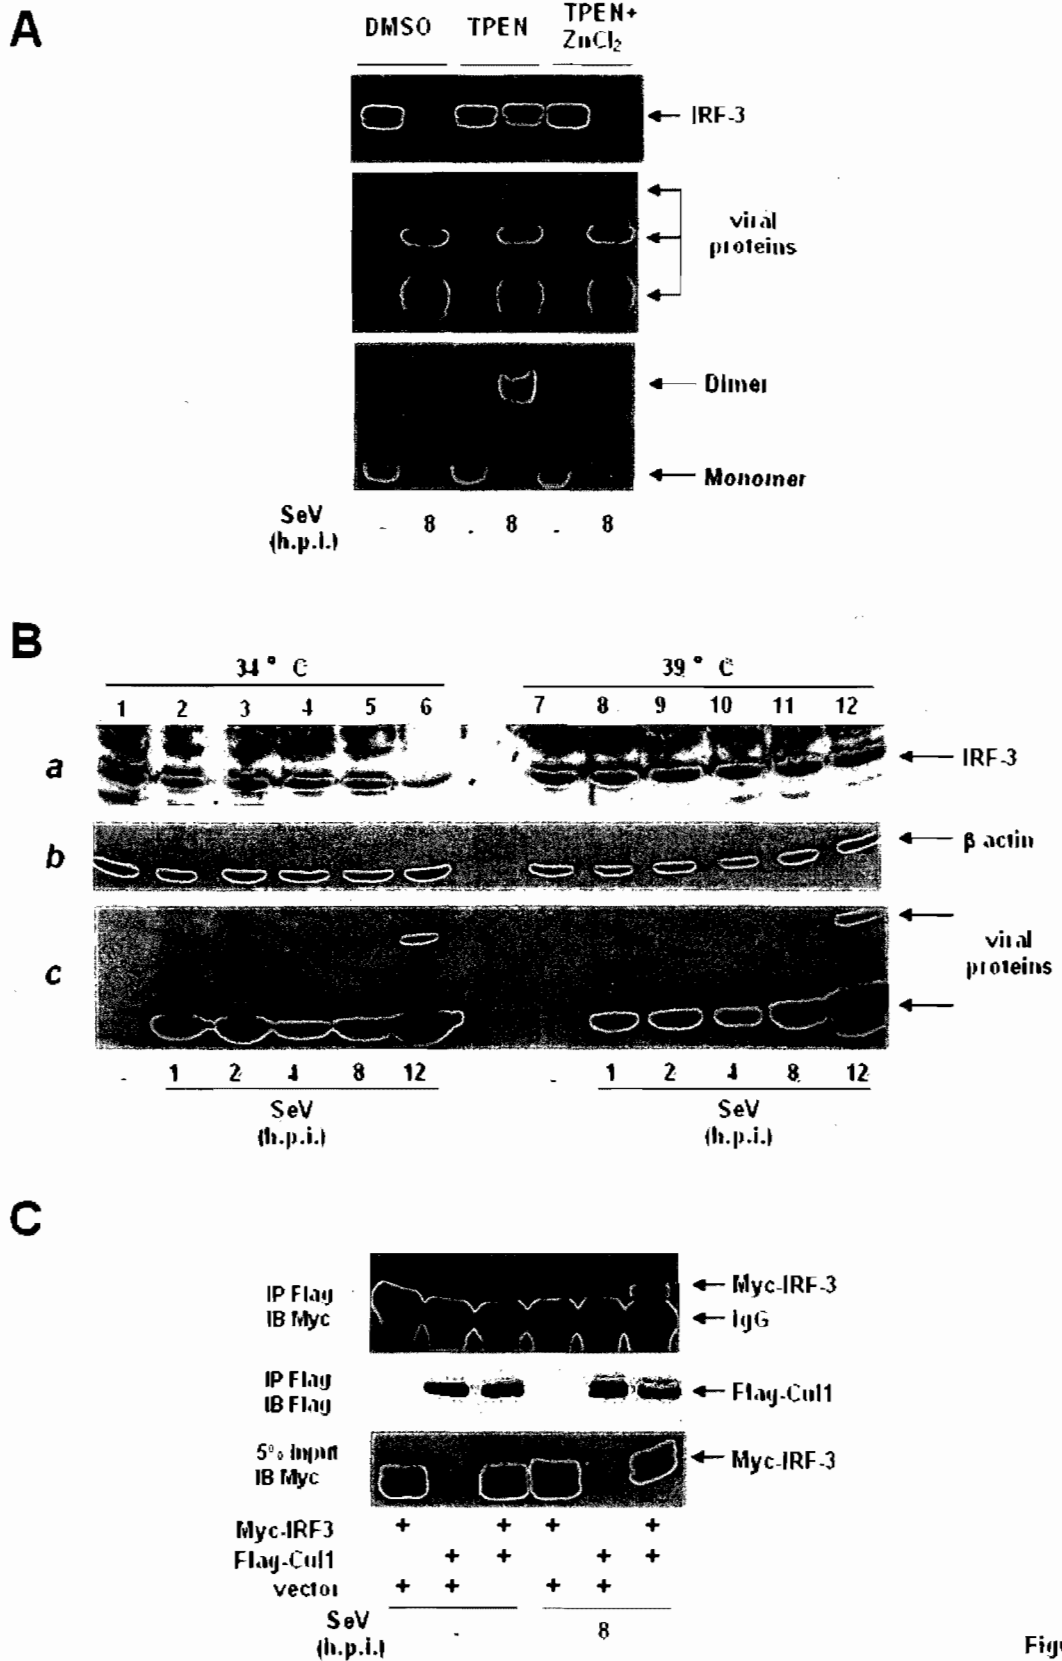 A
DMSO TPEN TPEN+
ZnCl₂
IRF-3
viral
proteins
Dimer
Monomer
SeV
(h.p.i.)
- 8 - 8 - 8
B
34 ° C 39 ° C
1 2 3 4 5 6 7 8 9 10 11 12
a IRF-3
b β actin
c viral
proteins
- 1 2 4 8 12 - 1 2 4 8 12
SeV SeV
(h.p.i.) (h.p.i.)
C
IP Flag
IB Myc
Myc-IRF-3
IgG
IP Flag
IB Flag
Flag-Cul1
5% Input
IB Myc
Myc-IRF-3
Myc-IRF3 + + + +
Flag-Cul1 + + + +
vector + + + +
SeV
(h.p.i.)
- 8